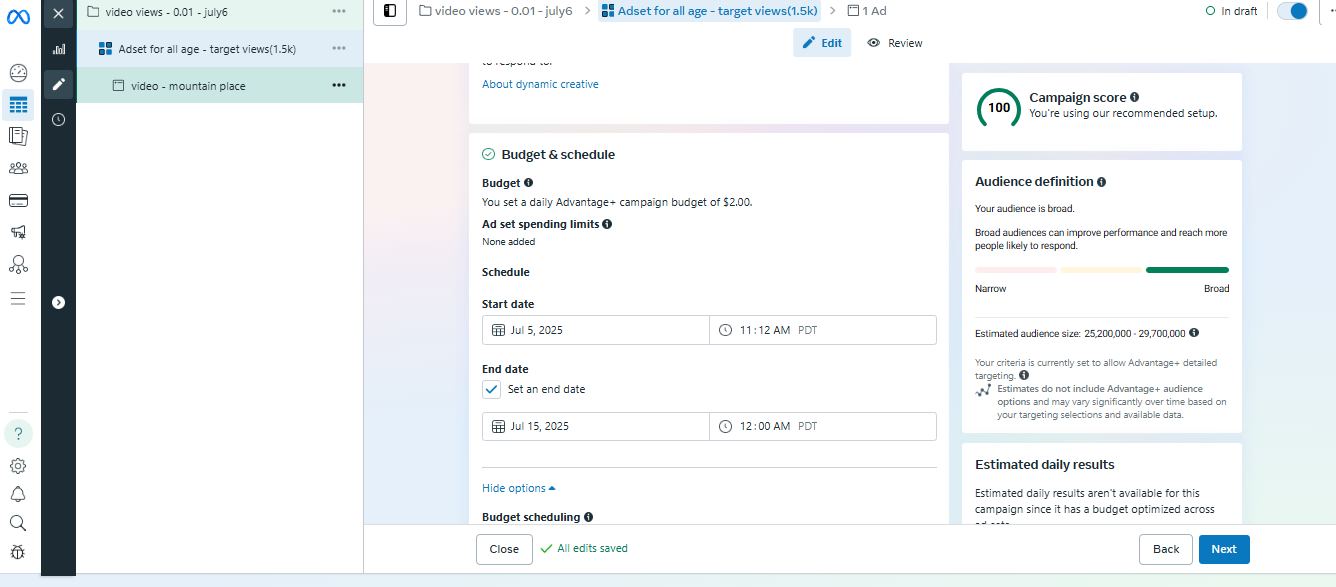 video views - 0.01 - july6
Adset for all age - target views(1.5k)
video - mountain place
video views - 0.01 - july6
Adset for all age - target views(1.5k)
1 Ad
In draft
Edit
Review
About dynamic creative
Budget & schedule
Budget
You set a daily Advantage+ campaign budget of $2.00.
Ad set spending limits
None added
Schedule
Start date
Jul 5, 2025
11:12 AM PDT
End date
Set an end date
Jul 15, 2025
12:00 AM PDT
Hide options
Budget scheduling
100
Campaign score
You're using our recommended setup.
Audience definition
Your audience is broad.
Broad audiences can improve performance and reach more
people likely to respond.
Narrow
Broad
Estimated audience size: 25,200,000 - 29,700,000
Your criteria is currently set to allow Advantage+ detailed
targeting.
Estimates do not include Advantage+ audience
options and may vary significantly over time based on
your targeting selections and available data.
Estimated daily results
Estimated daily results aren't available for this
campaign since it has a budget optimized across
Close
All edits saved
Back
Next